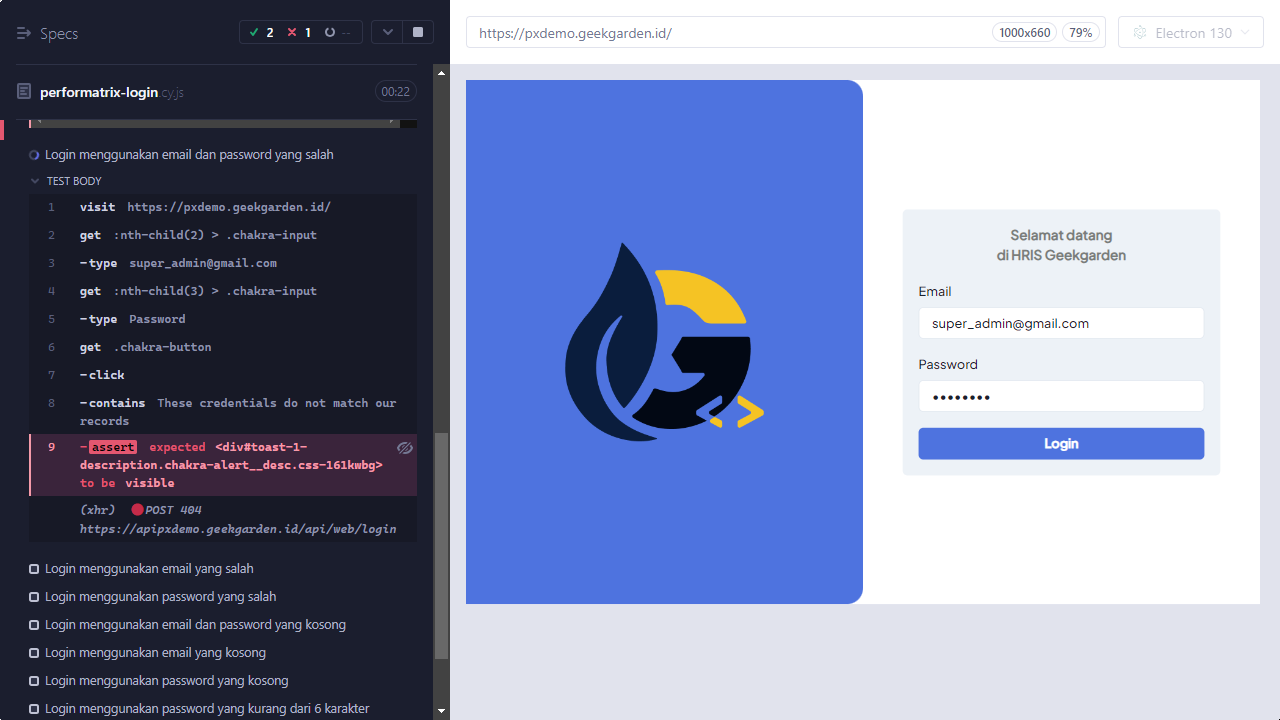 Specs
2
1
--
performatrix-login.cy.js
00:22
Login menggunakan email dan password yang salah
TEST BODY
1 visit https://pxdemo.geekgarden.id/
2 get :nth-child(2) > .chakra-input
3 -type super_admin@gmail.com
4 get :nth-child(3) > .chakra-input
5 -type Password
6 get .chakra-button
7 -click
8 -contains These credentials do not match our
records
9 -assert expected <div#toast-1-
description.chakra-alert__desc.css-161kwbg>
to be visible
(xhr) POST 404
https://apipxdemo.geekgarden.id/api/web/login
Login menggunakan email yang salah
Login menggunakan password yang salah
Login menggunakan email dan password yang kosong
Login menggunakan email yang kosong
Login menggunakan password yang kosong
Login menggunakan password yang kurang dari 6 karakter
https://pxdemo.geekgarden.id/
1000x660
79%
Electron 130
Selamat datang
di HRIS Geekgarden
Email
super_admin@gmail.com
Password
••••••••
Login